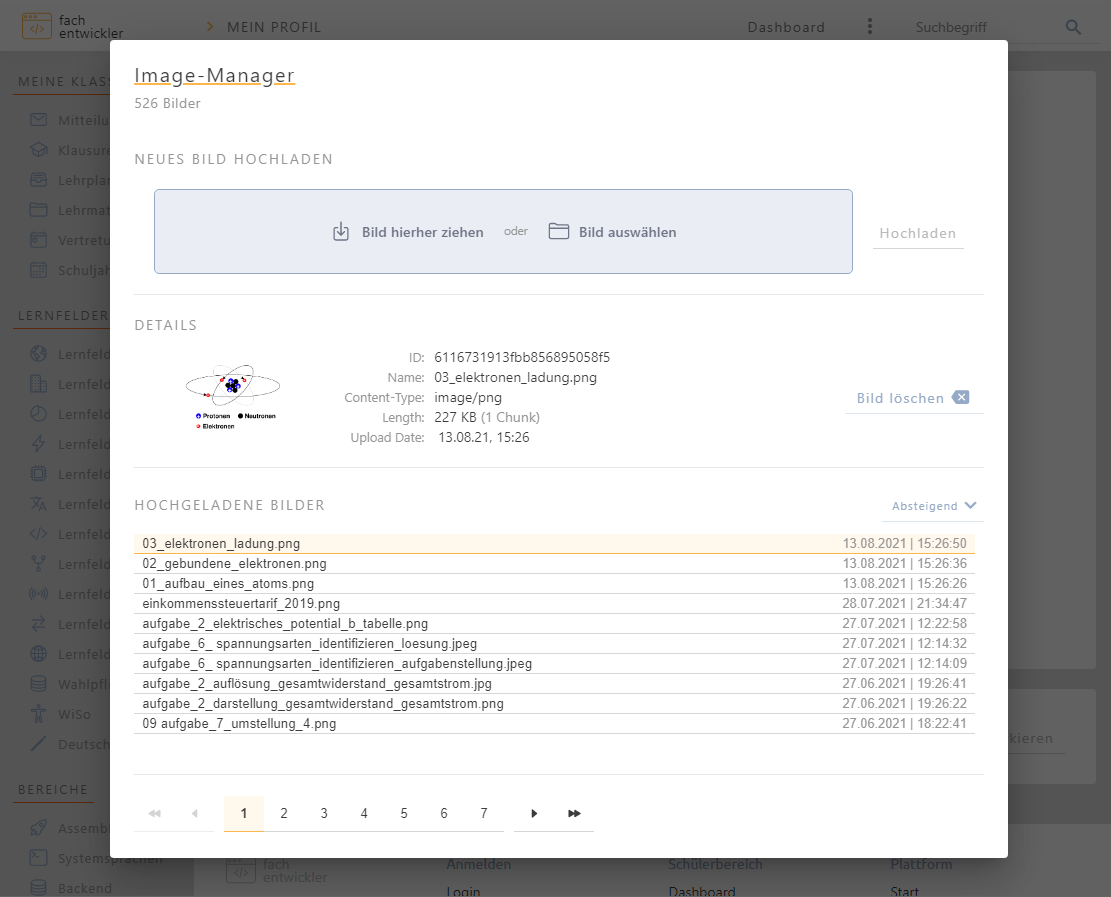 fach
entwickler
MEIN PROFIL
Dashboard
Suchbegriff
MEINE KLAS
Mitteilu
Klausure
Lehrplan
Lehrmat
Vertretu
Schuljah
LERNFELDER
Lernfeld
Lernfeld
Lernfeld
Lernfeld
Lernfeld
Lernfeld
Lernfeld
Lernfeld
Lernfeld
Lernfeld
Lernfeld
Wahlpfli
WiSo
Deutsch
BEREICHE
Assembl
Systemsprachen
Backend
Image-Manager
526 Bilder
NEUES BILD HOCHLADEN
Bild hierher ziehen oder Bild auswählen
Hochladen
DETAILS
Protonen Neutronen
Elektronen
ID: 6116731913fbb856895058f5
Name: 03_elektronen_ladung.png
Content-Type: image/png
Length: 227 KB (1 Chunk)
Upload Date: 13.08.21, 15:26
Bild löschen
HOCHGELADENE BILDER
Absteigend
03_elektronen_ladung.png 13.08.2021 | 15:26:50
02_gebundene_elektronen.png 13.08.2021 | 15:26:36
01_aufbau_eines_atoms.png 13.08.2021 | 15:26:26
einkommenssteuertarif_2019.png 28.07.2021 | 21:34:47
aufgabe_2_elektrisches_potential_b_tabelle.png 27.07.2021 | 12:22:58
aufgabe_6_ spannungsarten_identifizieren_loesung.jpeg 27.07.2021 | 12:14:32
aufgabe_6_ spannungsarten_identifizieren_aufgabenstellung.jpeg 27.07.2021 | 12:14:09
aufgabe_2_auflösung_gesamtwiderstand_gesamtstrom.jpg 27.06.2021 | 19:26:41
aufgabe_2_darstellung_gesamtwiderstand_gesamtstrom.png 27.06.2021 | 19:26:22
09 aufgabe_7_umstellung_4.png 27.06.2021 | 18:22:41
1 2 3 4 5 6 7
kieren
fach
entwickler
Anmelden
Login
Schülerbereich
Dashboard
Plattform
Start